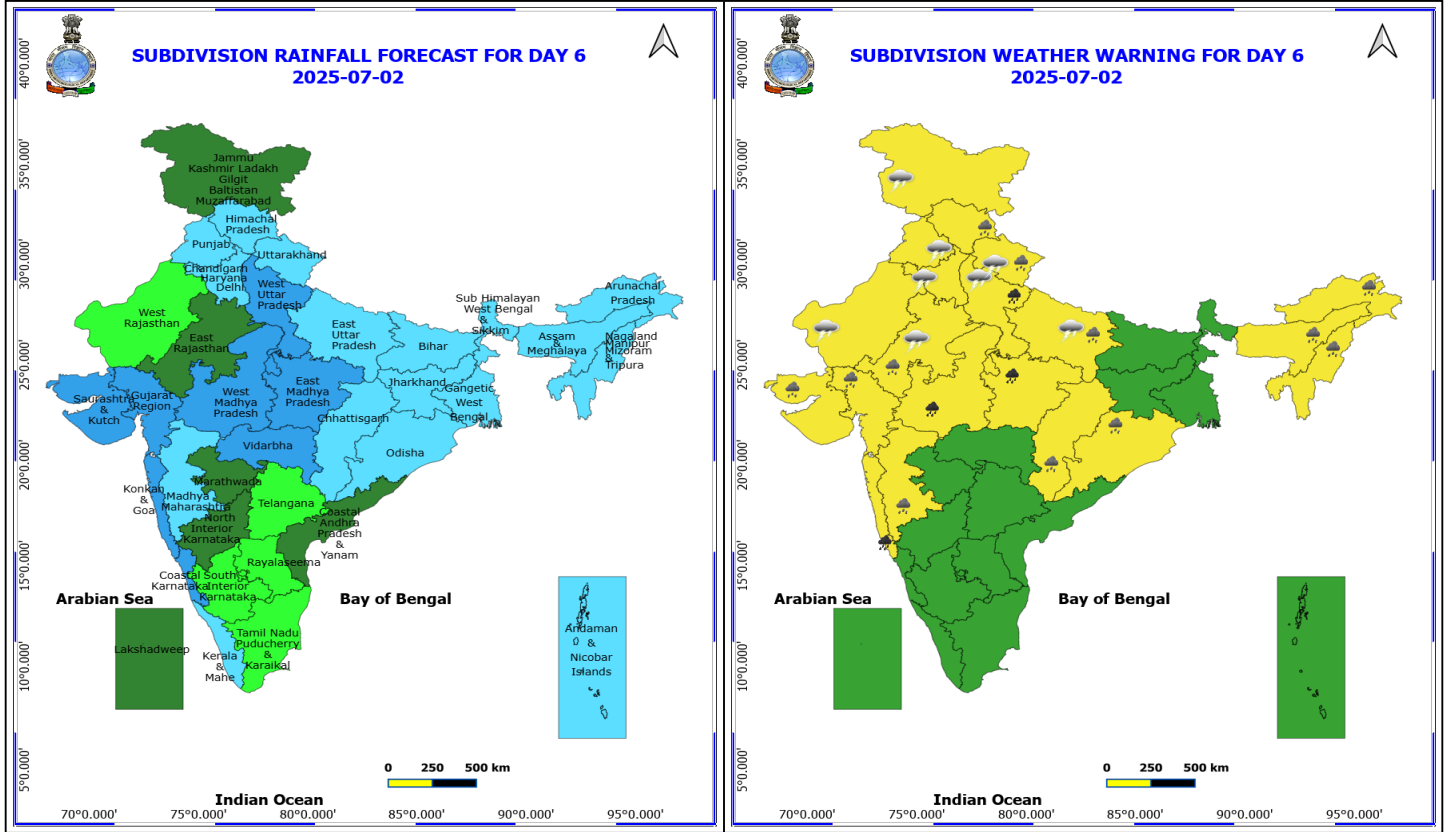 SUBDIVISION RAINFALL FORECAST FOR DAY 6
2025-07-02
40°0.000'
35°0.000'
30°0.000'
25°0.000'
20°0.000'
15°0.000'
10°0.000'
5°0.000'
Jammu
Kashmir Ladakh
Gilgit
Baltistan
Muzaffarabad
Himachal
Pradesh
Punjab
Uttarakhand
Chandigarh
Haryana
Delhi
West
Uttar
Pradesh
West
Rajasthan
East
Rajasthan
East
Uttar
Pradesh
Bihar
Sub Himalayan
West Bengal
&
Sikkim
Arunachal
Pradesh
Assam
&
Meghalaya
Nagaland
Manipur
Mizoram
&
Tripura
Saurashtra
&
Kutch
Gujarat
Region
West
Madhya
Pradesh
East
Madhya
Pradesh
Jharkhand
Gangetic
West
Bengal
Chhattisgarh
Odisha
Vidarbha
Konkan
&
Goa
Madhya
Maharashtra
Marathwada
Telangana
North
Interior
Karnataka
Coastal
Andhra
Pradesh
&
Yanam
Rayalaseema
Coastal
Karnataka
South
Interior
Karnataka
Tamil Nadu
Puducherry
&
Karaikal
Kerala
&
Mahe
Lakshadweep
Andaman
&
Nicobar
Islands
Arabian Sea
Bay of Bengal
Indian Ocean
0 250 500 km
70°0.000' 75°0.000' 80°0.000' 85°0.000' 90°0.000' 95°0.000'
SUBDIVISION WEATHER WARNING FOR DAY 6
2025-07-02
40°0.000'
35°0.000'
30°0.000'
25°0.000'
20°0.000'
15°0.000'
10°0.000'
5°0.000'
Arabian Sea
Bay of Bengal
Indian Ocean
0 250 500 km
70°0.000' 75°0.000' 80°0.000' 85°0.000' 90°0.000' 95°0.000'